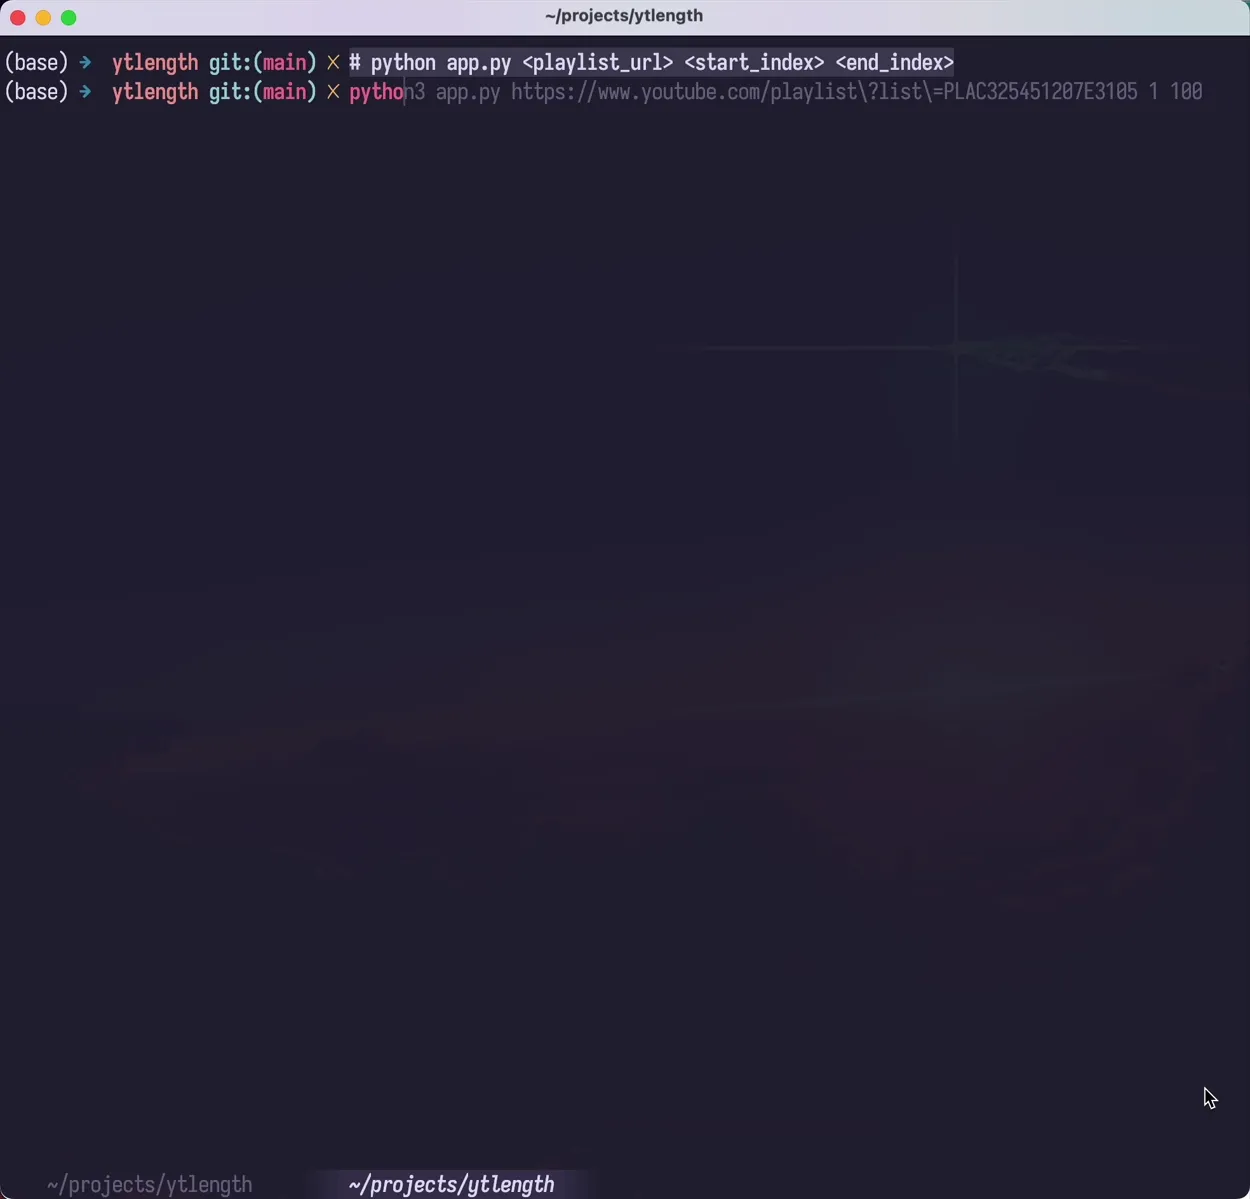 ~/projects/ytlength
(base) → ytlength git:(main) ✗ # python app.py <playlist_url> <start_index> <end_index>
(base) → ytlength git:(main) ✗ python3 app.py https://www.youtube.com/playlist\?list\=PLAC325451207E3105 1 100
~/projects/ytlength ~/projects/ytlength